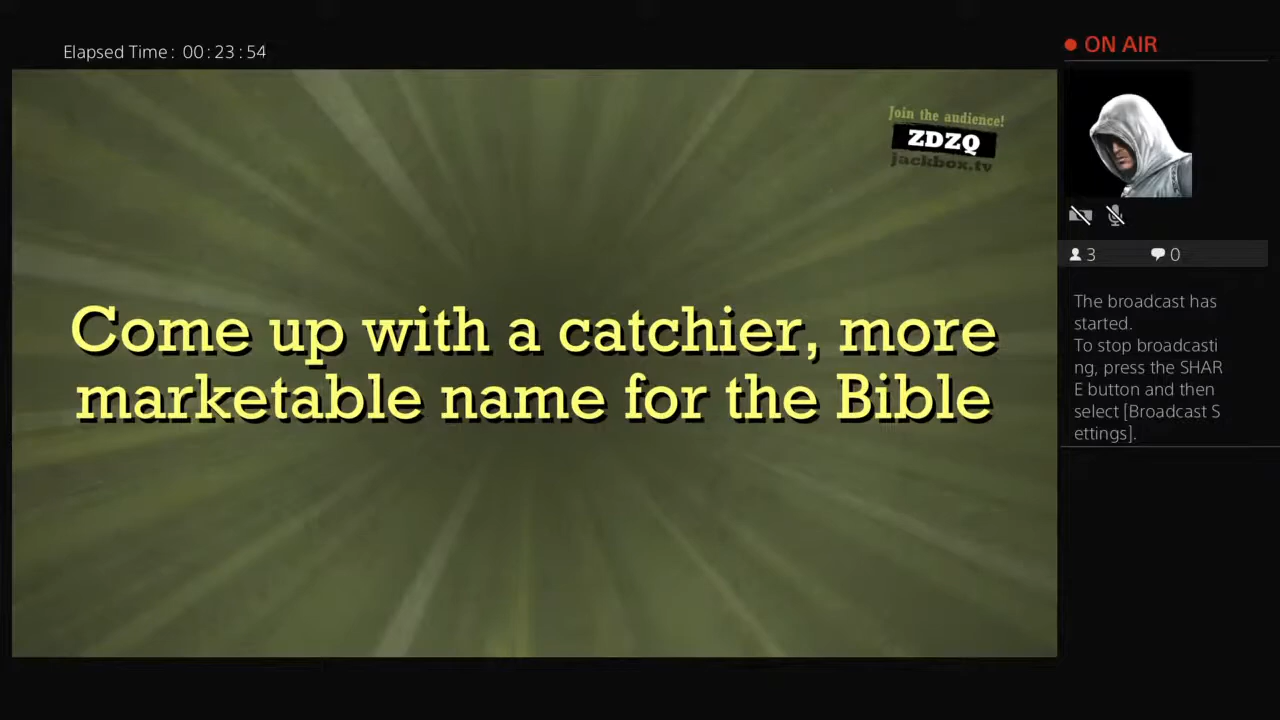 Elapsed Time: 00:23:54
ON AIR
Join the audience!
ZDZQ
jackbox.tv
3
0
Come up with a catchier, more
marketable name for the Bible
The broadcast has
started.
To stop broadcasti
ng, press the SHAR
E button and then
select [Broadcast S
ettings].